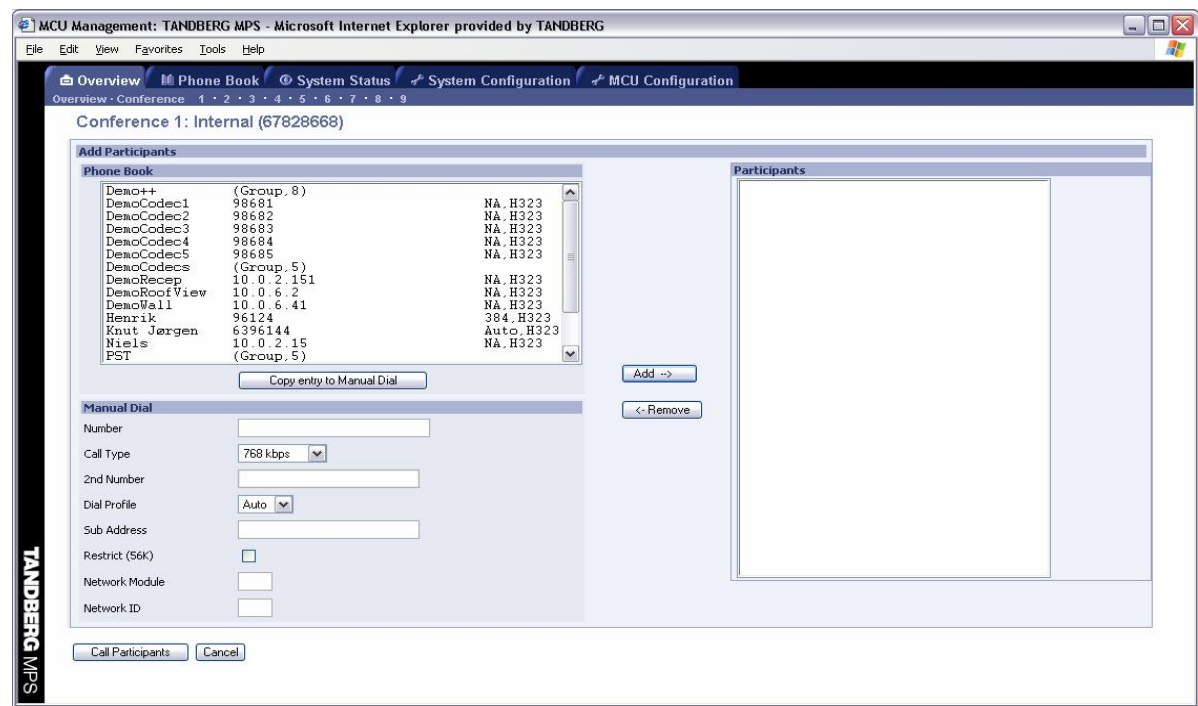 MCU Management: TANDBERG MPS - Microsoft Internet Explorer provided by TANDBERG
File Edit View Favorites Tools Help
Overview Phone Book System Status System Configuration MCU Configuration
Overview · Conference 1 · 2 · 3 · 4 · 5 · 6 · 7 · 8 · 9
Conference 1: Internal (67828668)
Add Participants
Phone Book
Demo++ (Group,8)
DemoCodec1 98681 NA,H323
DemoCodec2 98682 NA,H323
DemoCodec3 98683 NA,H323
DemoCodec4 98684 NA,H323
DemoCodec5 98685 NA,H323
DemoCodecs (Group,5)
DemoRecep 10.0.2.151 NA,H323
DemoRoofView 10.0.6.2 NA,H323
DemoWall 10.0.6.41 NA,H323
Henrik 96124 384,H323
Knut Jørgen 6396144 Auto,H323
Niels 10.0.2.15 NA,H323
PST (Group,5)
Copy entry to Manual Dial
Manual Dial
Number
Call Type 768 kbps
2nd Number
Dial Profile Auto
Sub Address
Restrict (56K)
Network Module
Network ID
Add -->
<- Remove
Participants
Call Participants Cancel
TANDBERG MPS